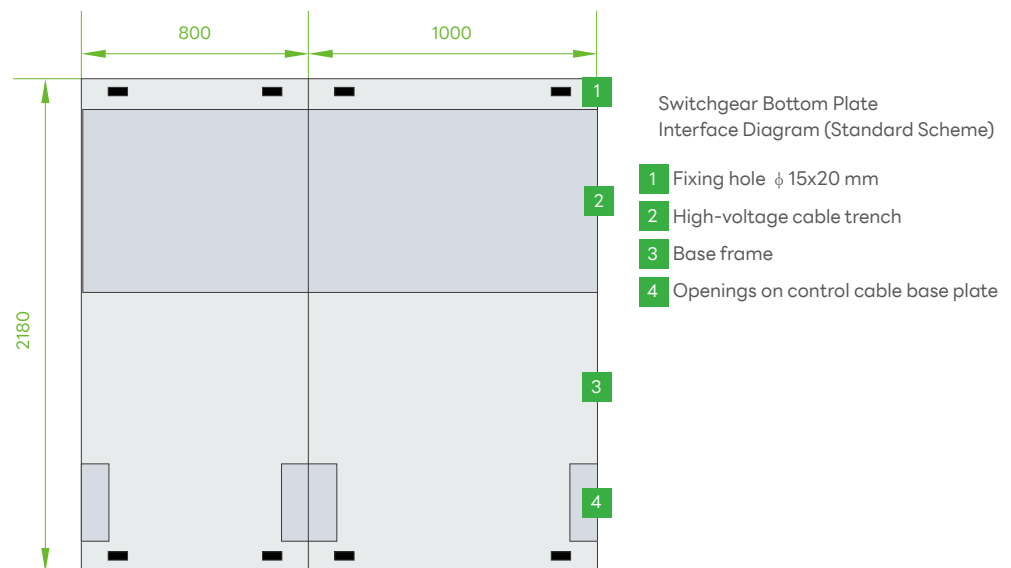 800
1000
1
Switchgear Bottom Plate
Interface Diagram (Standard Scheme)
1 Fixing hole ϕ 15x20 mm
2
2 High-voltage cable trench
3 Base frame
4 Openings on control cable base plate
2180
3
4